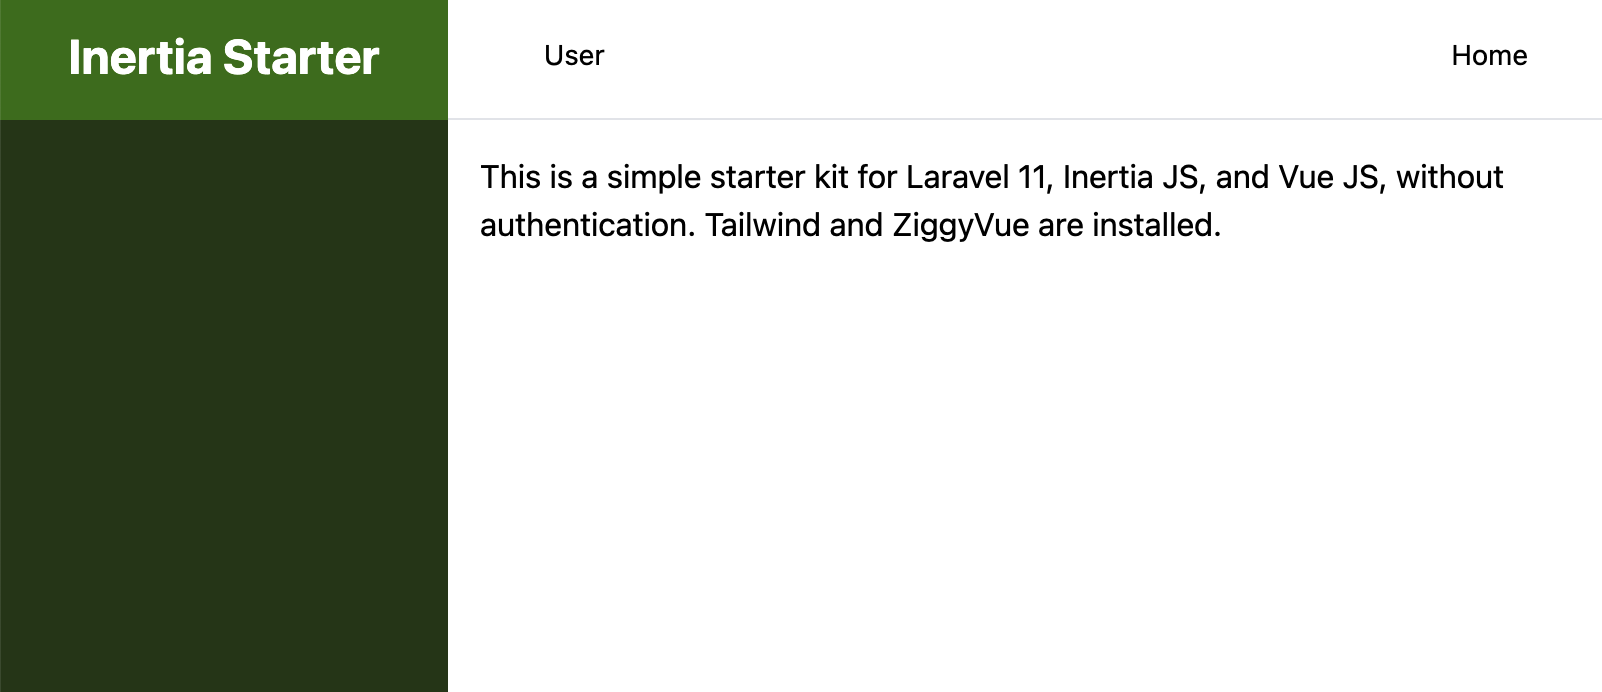 Inertia Starter
User
Home
This is a simple starter kit for Laravel 11, Inertia JS, and Vue JS, without
authentication. Tailwind and ZiggyVue are installed.